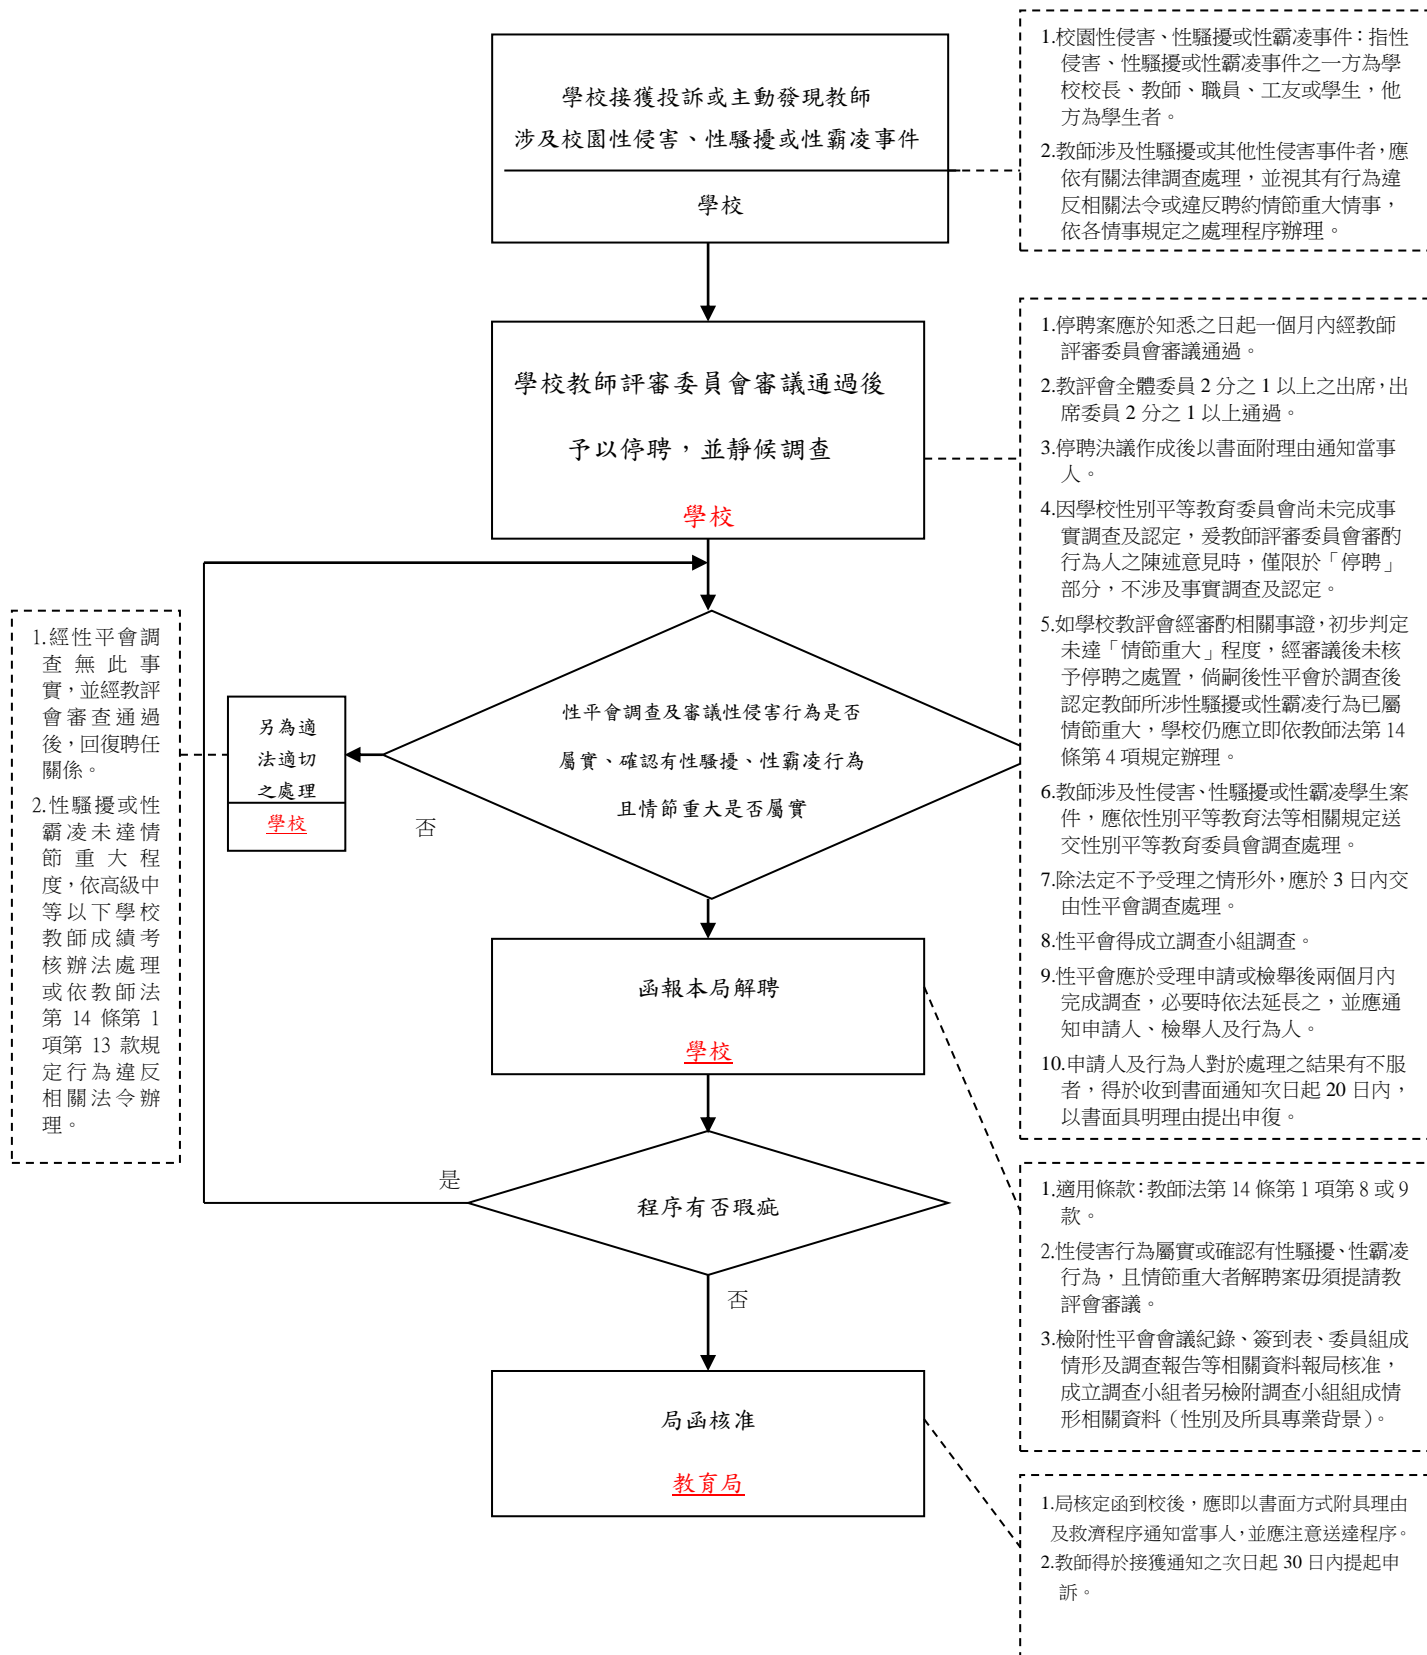 學校接獲投訴或主動發現教師
涉及校園性侵害、性騷擾或性霸凌事件
學校
1.校園性侵害、性騷擾或性霸凌事件：指性
侵害、性騷擾或性霸凌事件之一方為學
校校長、教師、職員、工友或學生，他
方為學生者。
2.教師涉及性騷擾或其他性侵害事件者，應
依有關法律調查處理，並視其有行為違
反相關法令或違反聘約情節重大情事，
依各情事規定之處理程序辦理。
學校教師評審委員會審議通過後
予以停聘，並靜候調查
學校
1.停聘案應於知悉之日起一個月內經教師
評審委員會審議通過。
2.教評會全體委員 2 分之 1 以上之出席，出
席委員 2 分之 1 以上通過。
3.停聘決議作成後以書面附理由通知當事
人。
4.因學校性別平等教育委員會尚未完成事
實調查及認定，爰教師評審委員會審酌
行為人之陳述意見時，僅限於「停聘」
部分，不涉及事實調查及認定。
5.如學校教評會經審酌相關事證，初步判定
未達「情節重大」程度，經審議後未核
予停聘之處置，倘嗣後性平會於調查後
認定教師所涉性騷擾或性霸凌行為已屬
情節重大，學校仍應立即依教師法第 14
條第 4 項規定辦理。
6.教師涉及性侵害、性騷擾或性霸凌學生案
件，應依性別平等教育法等相關規定送
交性別平等教育委員會調查處理。
7.除法定不予受理之情形外，應於 3 日內交
由性平會調查處理。
8.性平會得成立調查小組調查。
9.性平會應於受理申請或檢舉後兩個月內
完成調查，必要時依法延長之，並應通
知申請人、檢舉人及行為人。
10.申請人及行為人對於處理之結果有不服
者，得於收到書面通知次日起 20 日內，
以書面具明理由提出申復。
性平會調查及審議性侵害行為是否
屬實、確認有性騷擾、性霸凌行為
且情節重大是否屬實
否
另為適
法適切
之處理
學校
1.經性平會調
查無此事
實，並經教評
會審查通過
後，回復聘任
關係。
2.性騷擾或性
霸凌未達情
節重大程
度，依高級中
等以下學校
教師成績考
核辦法處理
或依教師法
第 14 條第 1
項第 13 款規
定行為違反
相關法令辦
理。
函報本局解聘
學校
1.適用條款：教師法第 14 條第 1 項第 8 或 9
款。
2.性侵害行為屬實或確認有性騷擾、性霸凌
行為，且情節重大者解聘案毋須提請教
評會審議。
3.檢附性平會會議紀錄、簽到表、委員組成
情形及調查報告等相關資料報局核准，
成立調查小組者另檢附調查小組組成情
形相關資料（性別及所具專業背景）。
是
程序有否瑕疵
否
局函核准
教育局
1.局核定函到校後，應即以書面方式附具理由
及救濟程序通知當事人，並應注意送達程序。
2.教師得於接獲通知之次日起 30 日內提起申
訴。